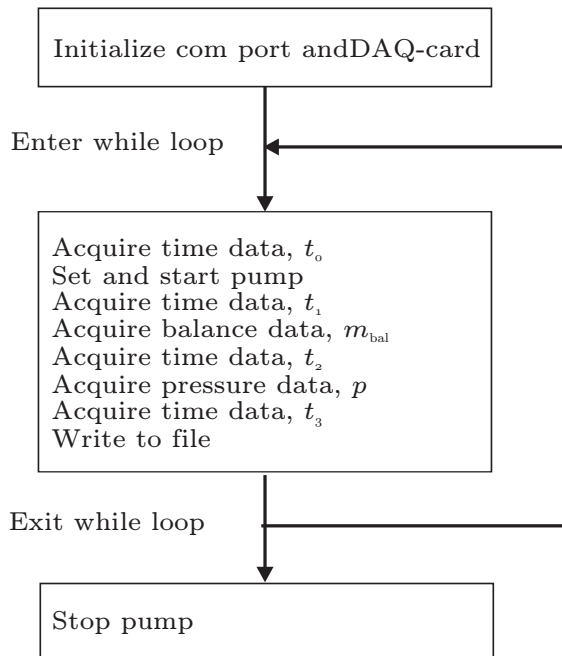 Initialize com port andDAQ-card
Enter while loop
Acquire time data, t₀
Set and start pump
Acquire time data, t₁
Acquire balance data, m_bal
Acquire time data, t₂
Acquire pressure data, p
Acquire time data, t₃
Write to file
Exit while loop
Stop pump